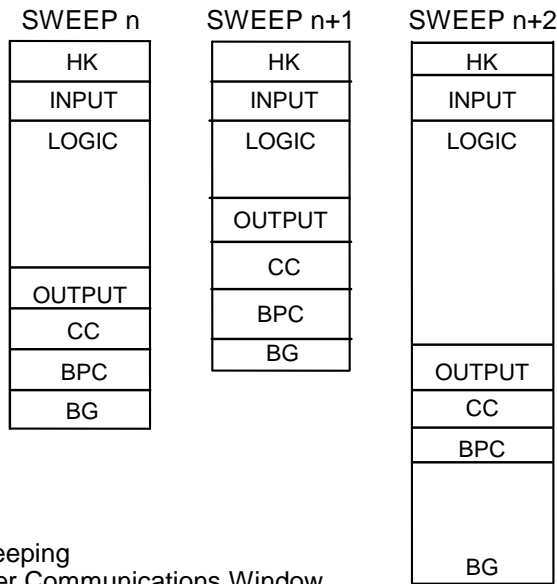 SWEEP n
HK
INPUT
LOGIC
OUTPUT
CC
BPC
BG
SWEEP n+1
HK
INPUT
LOGIC
OUTPUT
CC
BPC
BG
SWEEP n+2
HK
INPUT
LOGIC
OUTPUT
CC
BPC
BG
Communications Window